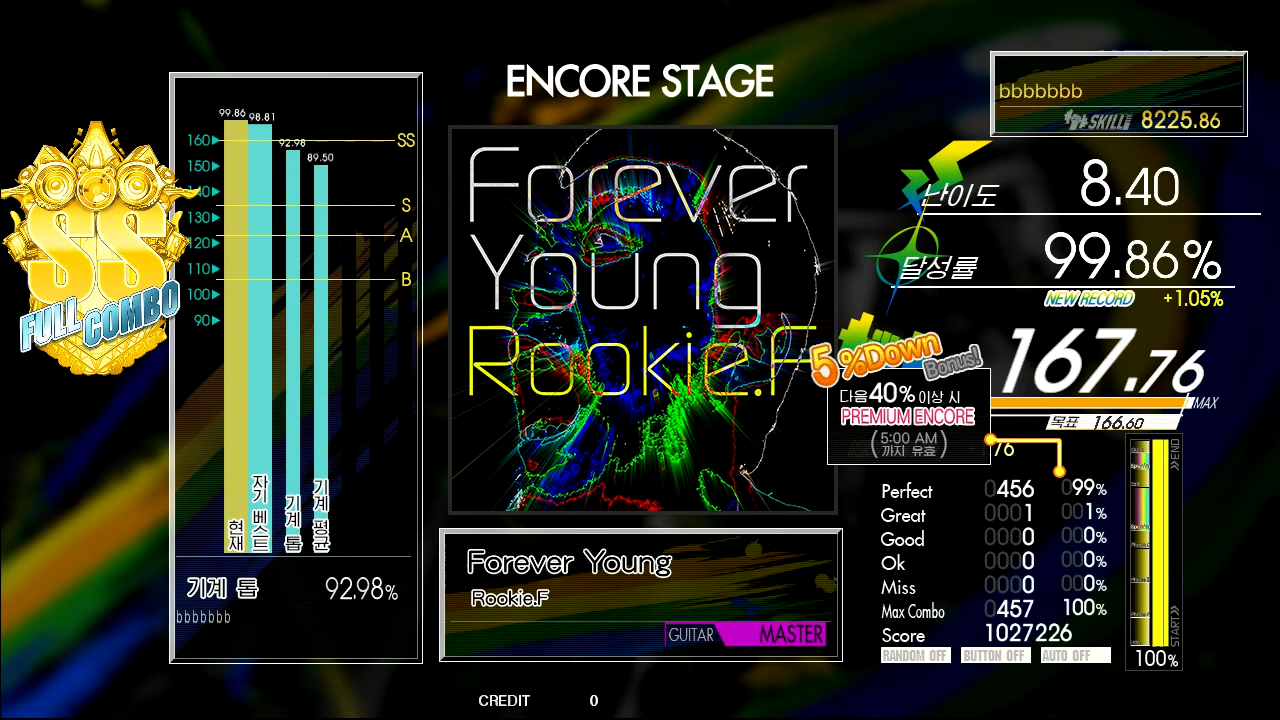 ENCORE STAGE
bbbbbbb
SKILL 8225.86
99.86 98.81 92.98 89.50
160 SS
150
140
130 S
120 A
110
100 B
90
SS
FULL COMBO
현재
자기 베스트
기계 톱
기계 평균
기계 톱 92.98%
bbbbbbb
Forever
Young
Rookie.F
Forever Young
Rookie.F
GUITAR MASTER
난이도 8.40
달성률 99.86%
NEW RECORD +1.05%
167.76
MAX
목표 166.60
5%Down Bonus!
다음 40% 이상 시
PREMIUM ENCORE
(5:00 AM 까지 유효)
76
Perfect 0456 099%
Great 0001 001%
Good 0000 000%
Ok 0000 000%
Miss 0000 000%
Max Combo 0457 100%
Score 1027226
RANDOM OFF BUTTON OFF AUTO OFF
END
START
100%
CREDIT 0